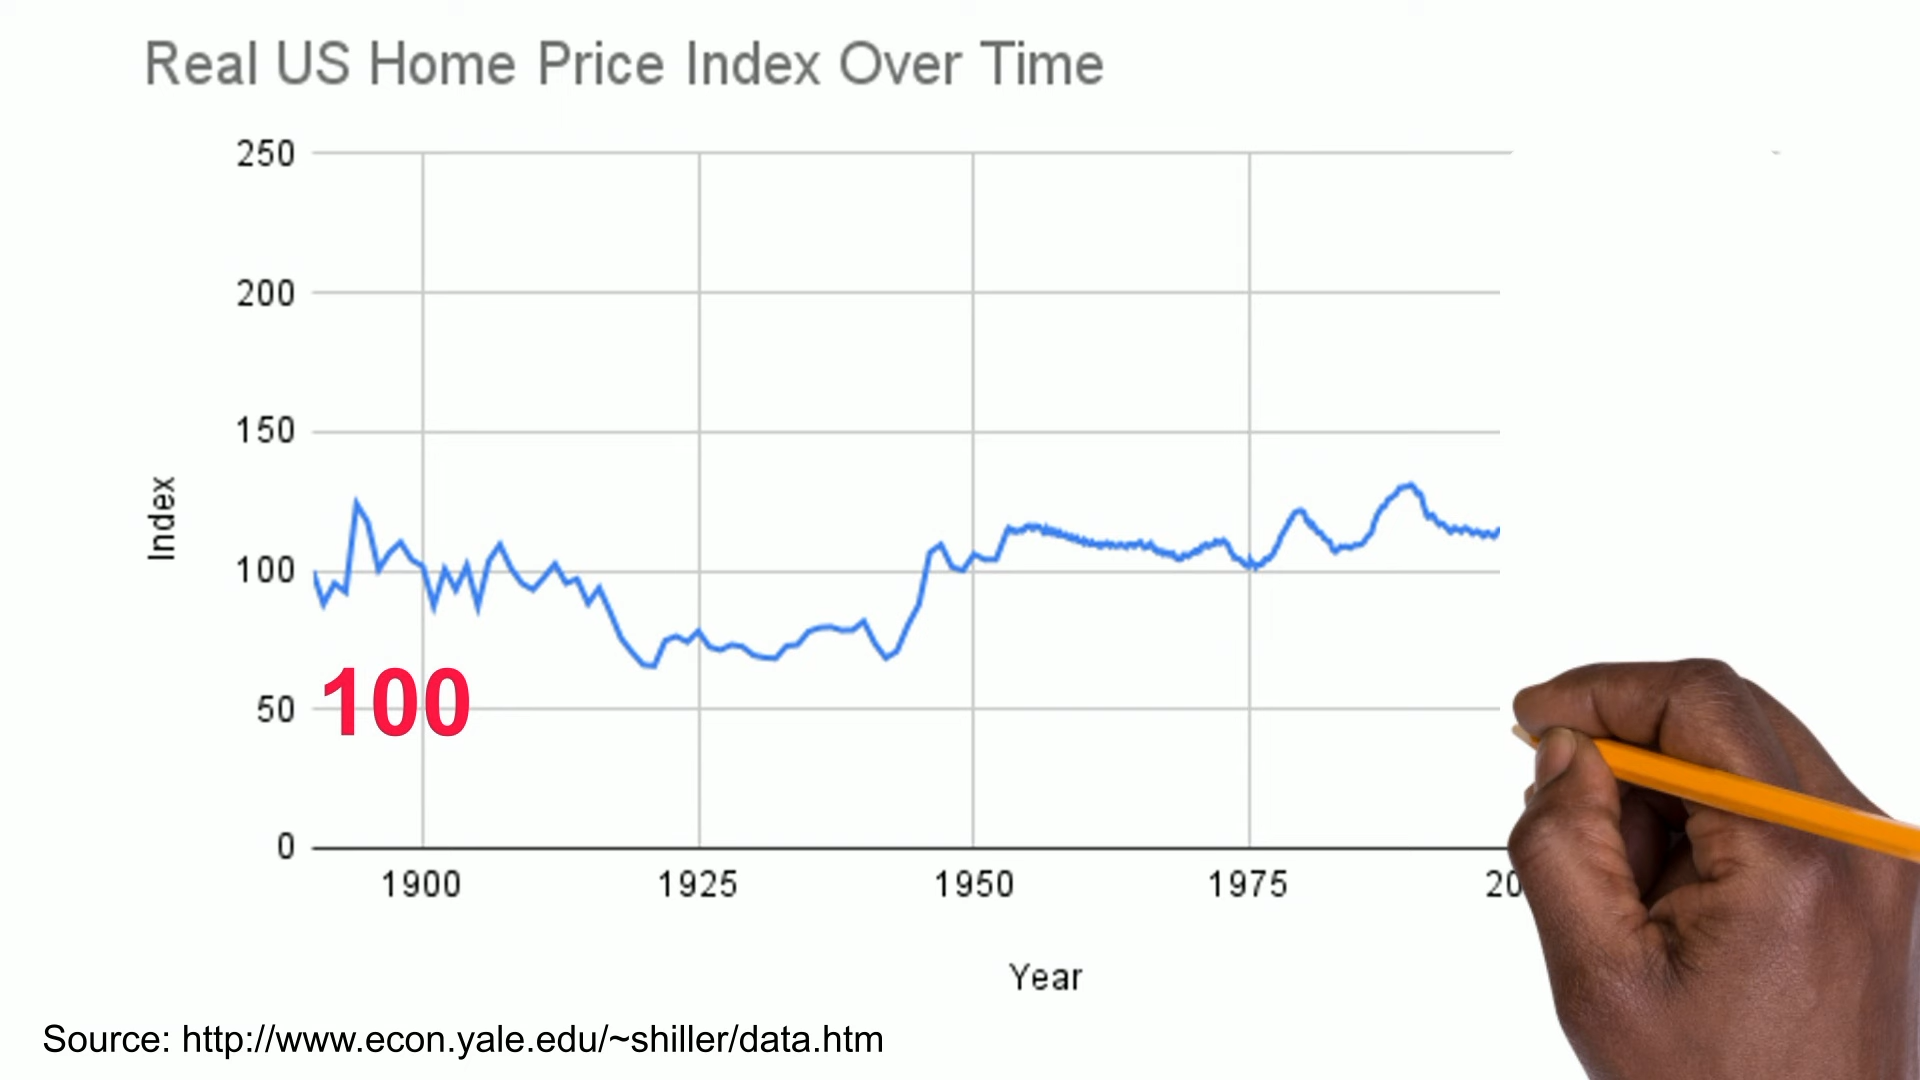 Real US Home Price Index Over Time
250
200
150
100
50
0
Index
100
1900 1925 1950 1975 20
Year
Source: http://www.econ.yale.edu/~shiller/data.htm